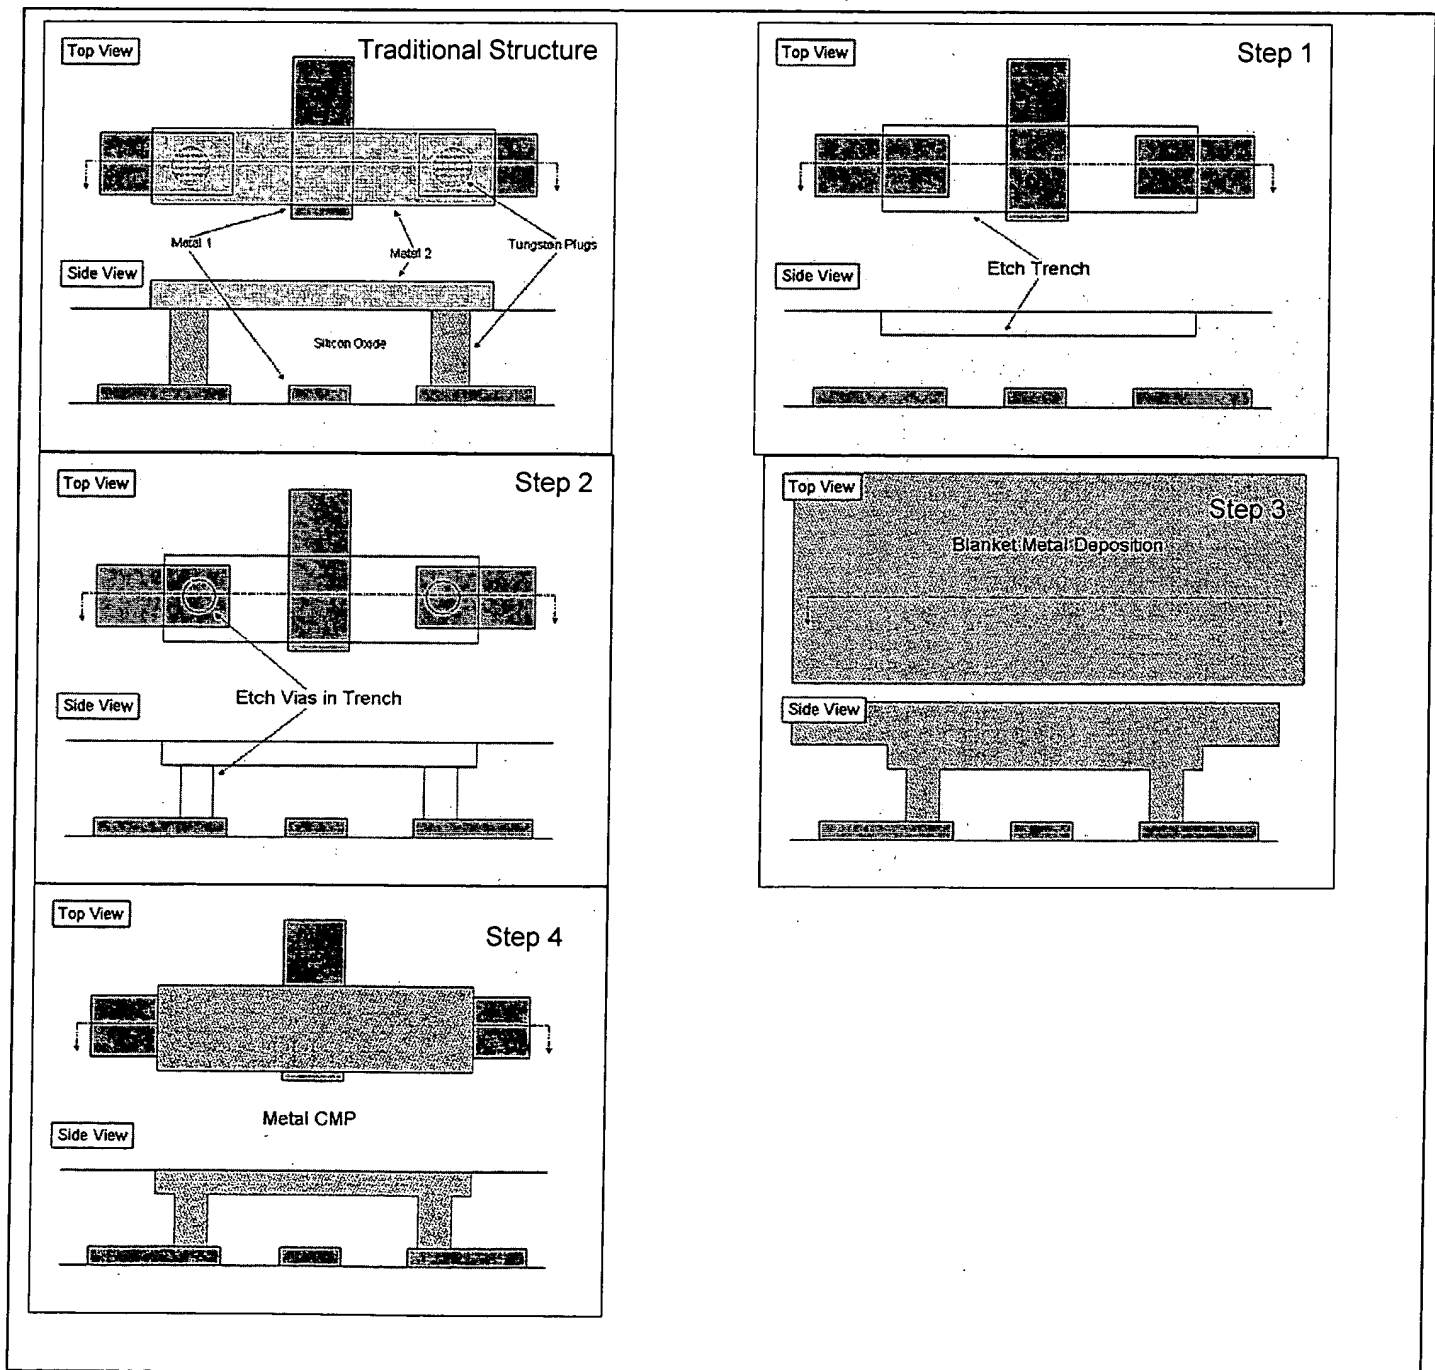 Top View
Traditional Structure
Metal 1
Metal 2
Tungsten Plugs
Side View
Silicon Oxide
Top View
Step 1
Etch Trench
Side View
Top View
Step 2
Etch Vias in Trench
Side View
Top View
Step 3
Blanket Metal Deposition
Side View
Top View
Step 4
Metal CMP
Side View